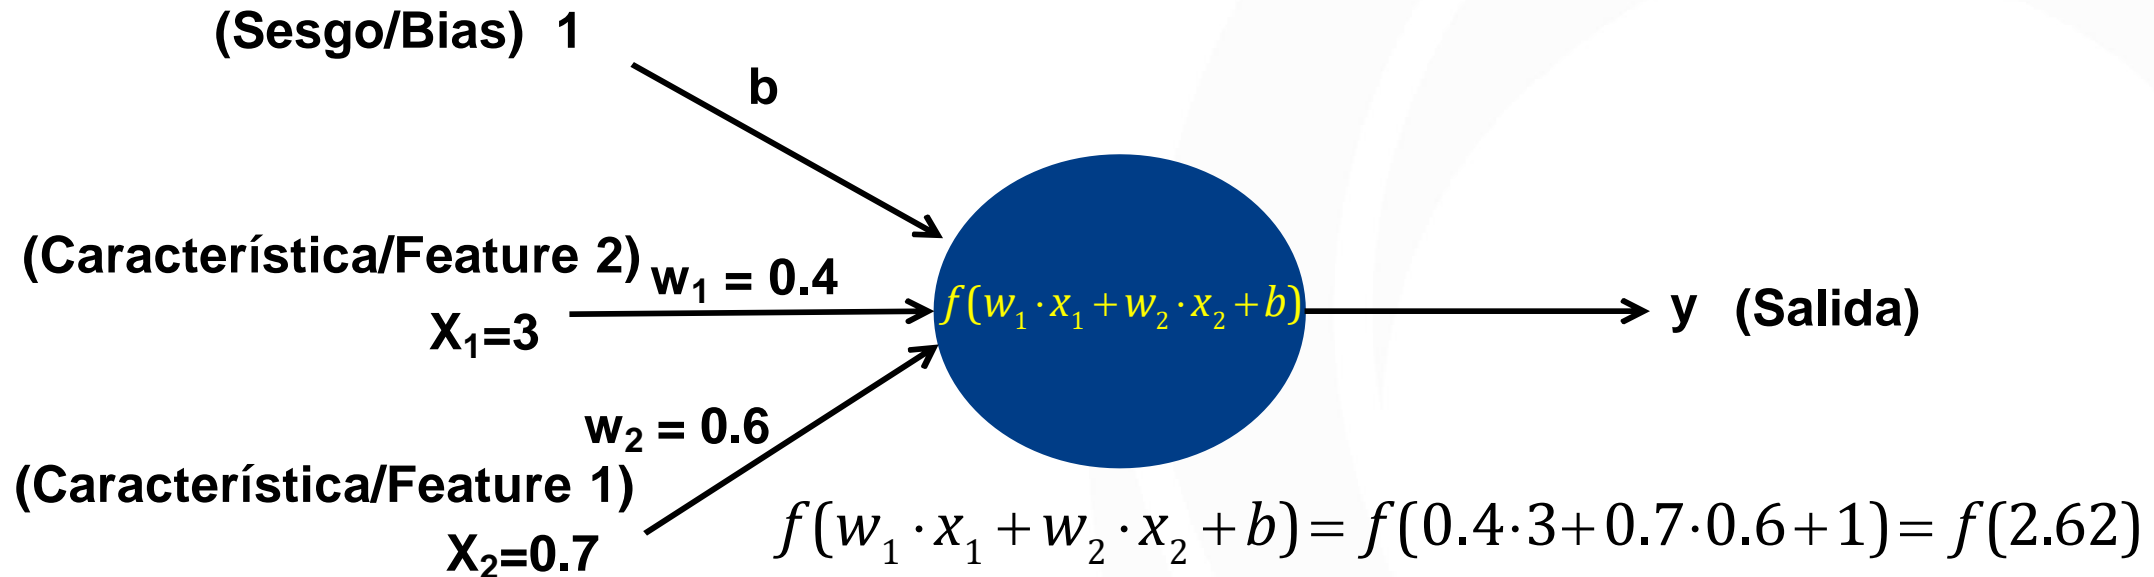 (Sesgo/Bias) 1
b
(Característica/Feature 2)
w₁ = 0.4
X₁=3
f(w₁·x₁+w₂·x₂+b)
y (Salida)
w₂ = 0.6
(Característica/Feature 1)
X₂=0.7
f(w₁·x₁+w₂·x₂+b)=f(0.4·3+0.7·0.6+1)=f(2.62)